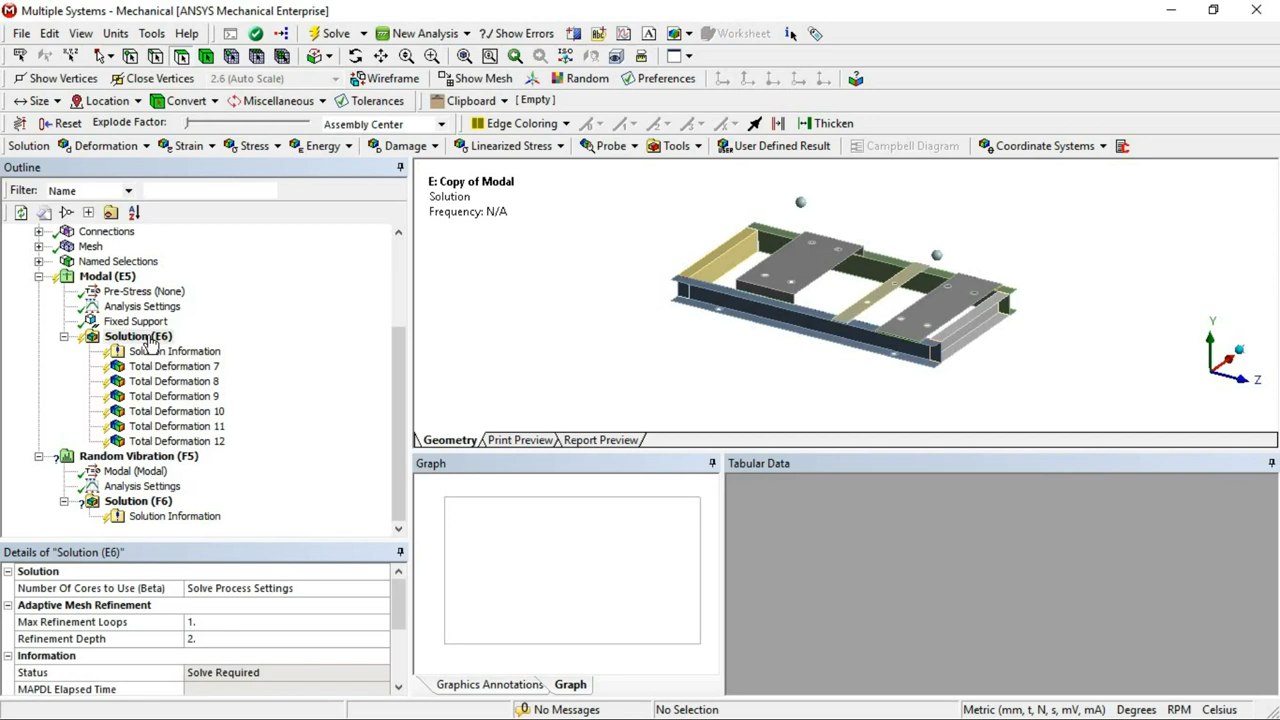 Multiple Systems - Mechanical [ANSYS Mechanical Enterprise]
File Edit View Units Tools Help Solve New Analysis ?/ Show Errors A Worksheet i
ISO
Show Vertices Close Vertices 2.6 (Auto Scale) Wireframe Show Mesh Random Preferences
Size Location Convert Miscellaneous Tolerances Clipboard [ Empty ]
Reset Explode Factor: Assembly Center Edge Coloring Thicken
Solution Deformation Strain Stress Energy Damage Linearized Stress Probe Tools User Defined Result Campbell Diagram Coordinate Systems
Outline
Filter: Name
Connections
Mesh
Named Selections
Modal (E5)
Pre-Stress (None)
Analysis Settings
Fixed Support
Solution (E6)
Solution Information
Total Deformation 7
Total Deformation 8
Total Deformation 9
Total Deformation 10
Total Deformation 11
Total Deformation 12
Random Vibration (F5)
Modal (Modal)
Analysis Settings
Solution (F6)
Solution Information
E: Copy of Modal
Solution
Frequency: N/A
Y
X
Z
Geometry Print Preview Report Preview
Graph
Tabular Data
Graphics Annotations Graph
Details of "Solution (E6)"
Solution
Number Of Cores to Use (Beta) Solve Process Settings
Adaptive Mesh Refinement
Max Refinement Loops 1.
Refinement Depth 2.
Information
Status Solve Required
MAPDL Elapsed Time
0 No Messages No Selection Metric (mm, t, N, s, mV, mA) Degrees RPM Celsius